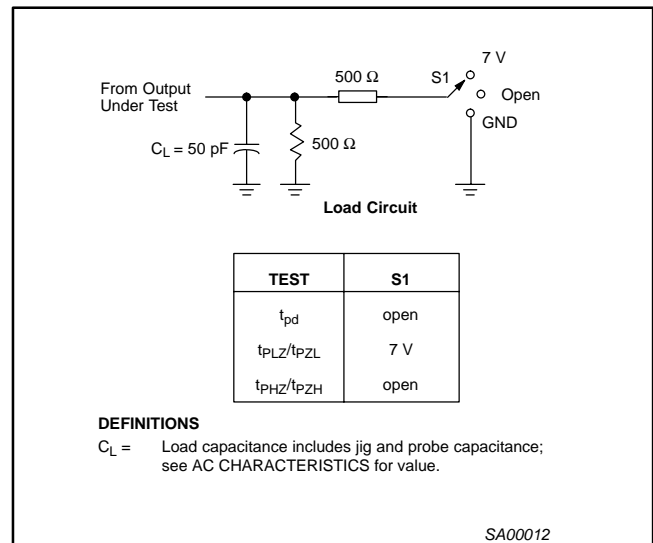 7 V
500 Ω
S1
From Output
Under Test
Open
GND
C_L = 50 pF
500 Ω
Load Circuit
TEST S1
t_pd open
t_PLZ/t_PZL 7 V
t_PHZ/t_PZH open
DEFINITIONS
C_L = Load capacitance includes jig and probe capacitance;
see AC CHARACTERISTICS for value.
SA00012